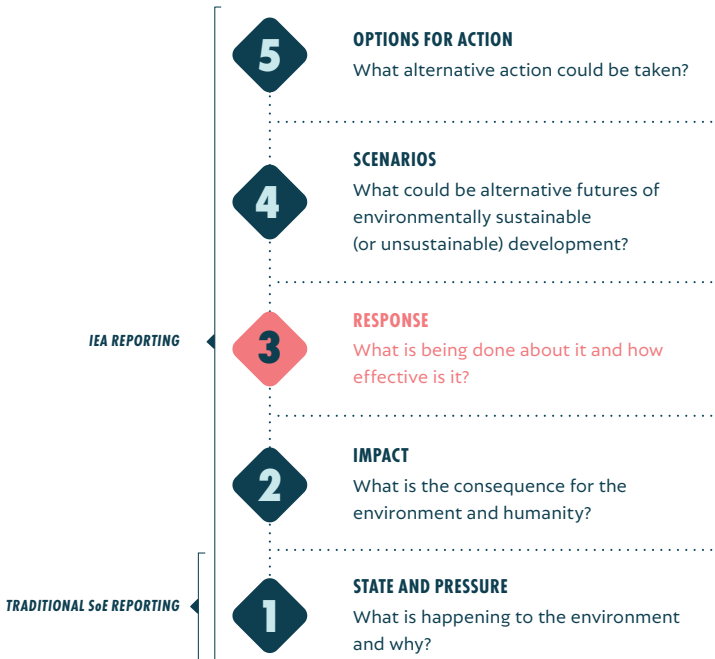 5
OPTIONS FOR ACTION
What alternative action could be taken?
4
SCENARIOS
What could be alternative futures of
environmentally sustainable
(or unsustainable) development?
IEA REPORTING
3
RESPONSE
What is being done about it and how
effective is it?
2
IMPACT
What is the consequence for the
environment and humanity?
TRADITIONAL SoE REPORTING
1
STATE AND PRESSURE
What is happening to the environment
and why?